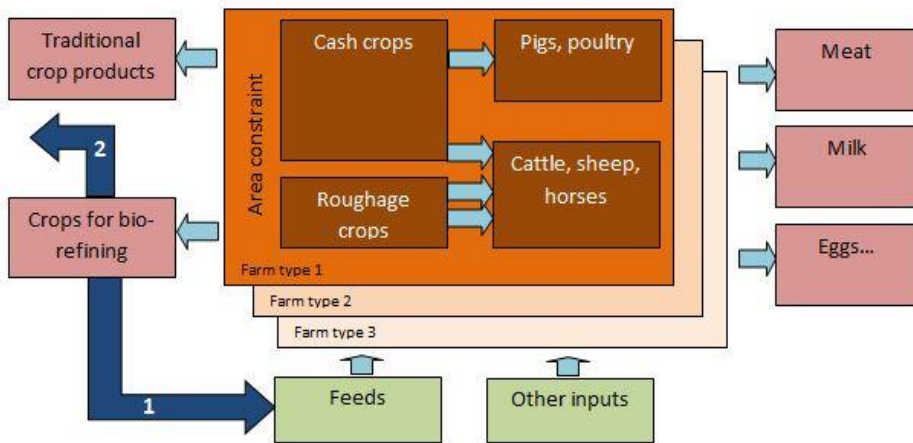 Traditional
crop products
2
Crops for bio-
refining
1
Area constraint
Cash crops
Pigs, poultry
Roughage
crops
Cattle, sheep,
horses
Farm type 1
Farm type 2
Farm type 3
Feeds
Other inputs
Meat
Milk
Eggs...